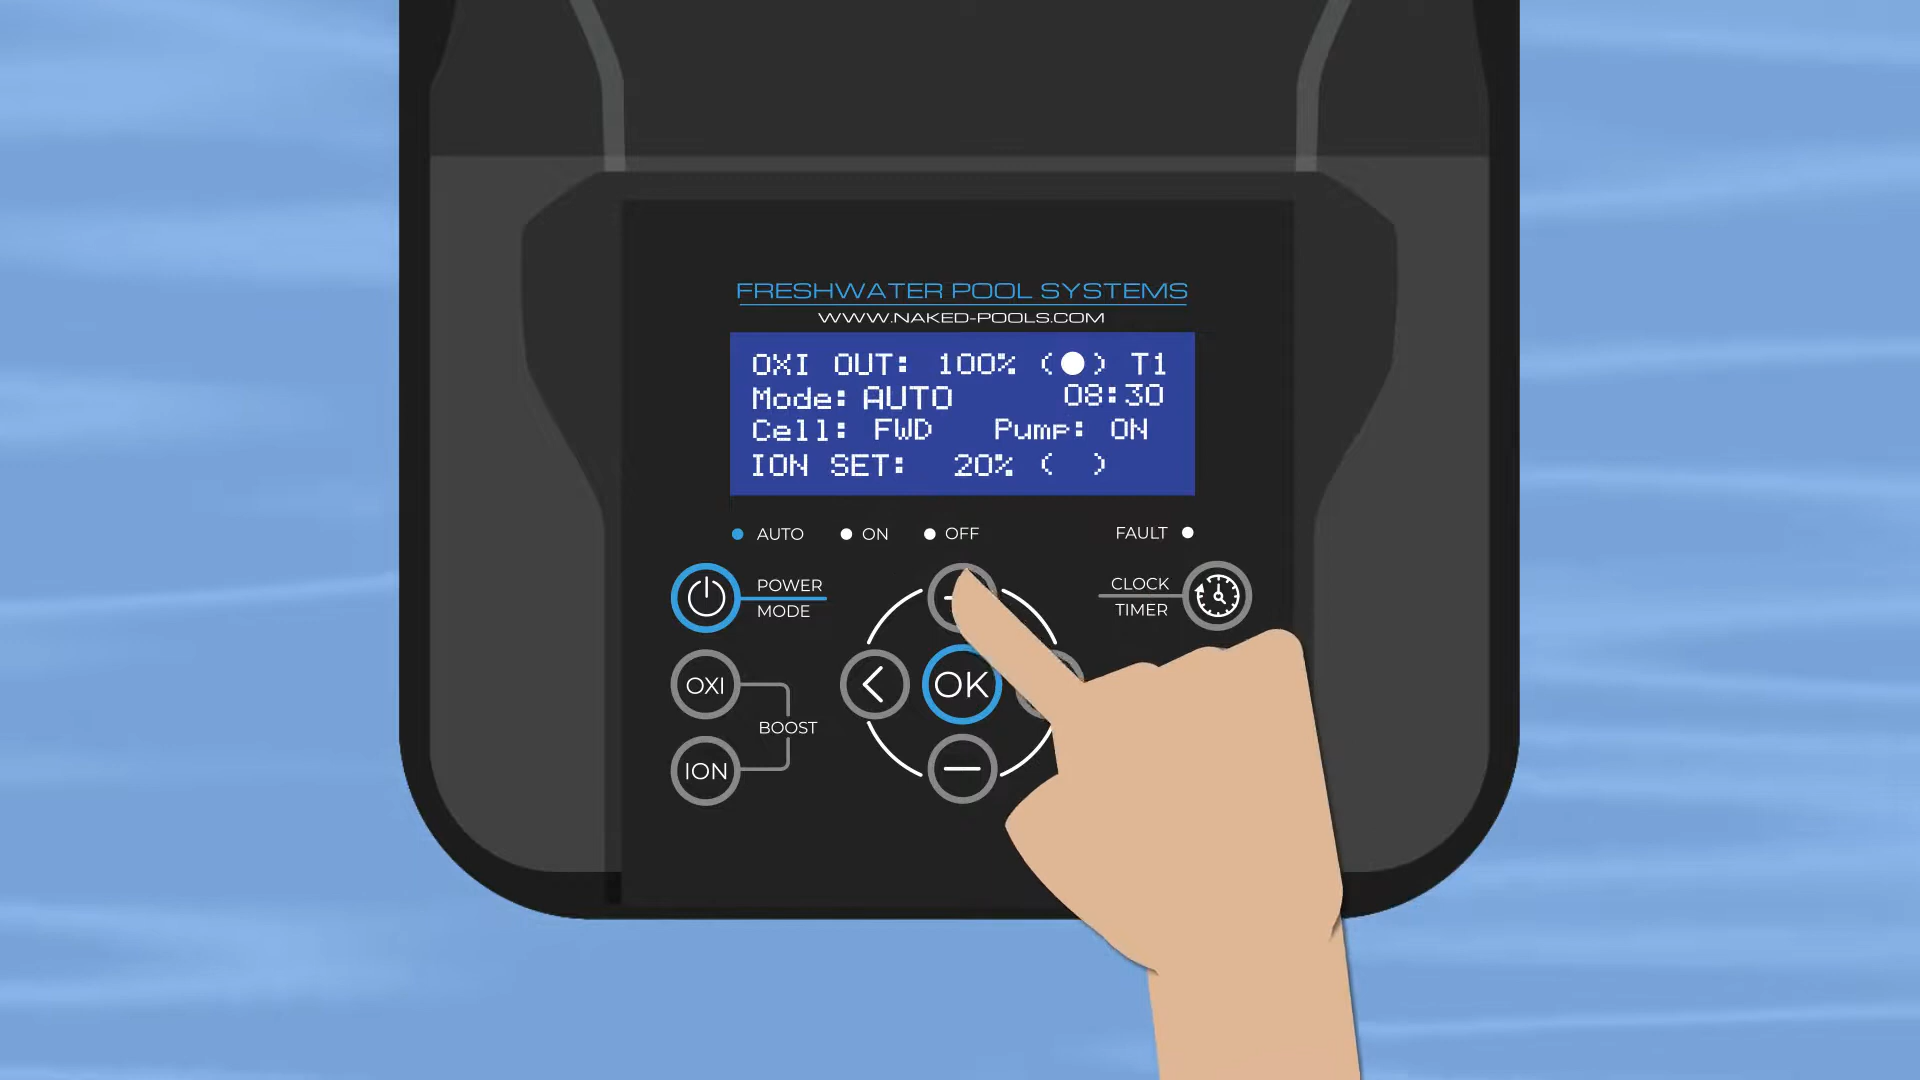 FRESHWATER POOL SYSTEMS
WWW.NAKED-POOLS.COM
OXI OUT: 100% (●) T1
Mode: AUTO 08:30
Cell: FWD Pump: ON
ION SET: 20% ( )
AUTO ON OFF FAULT
POWER
MODE
CLOCK
TIMER
OXI
OK
BOOST
ION